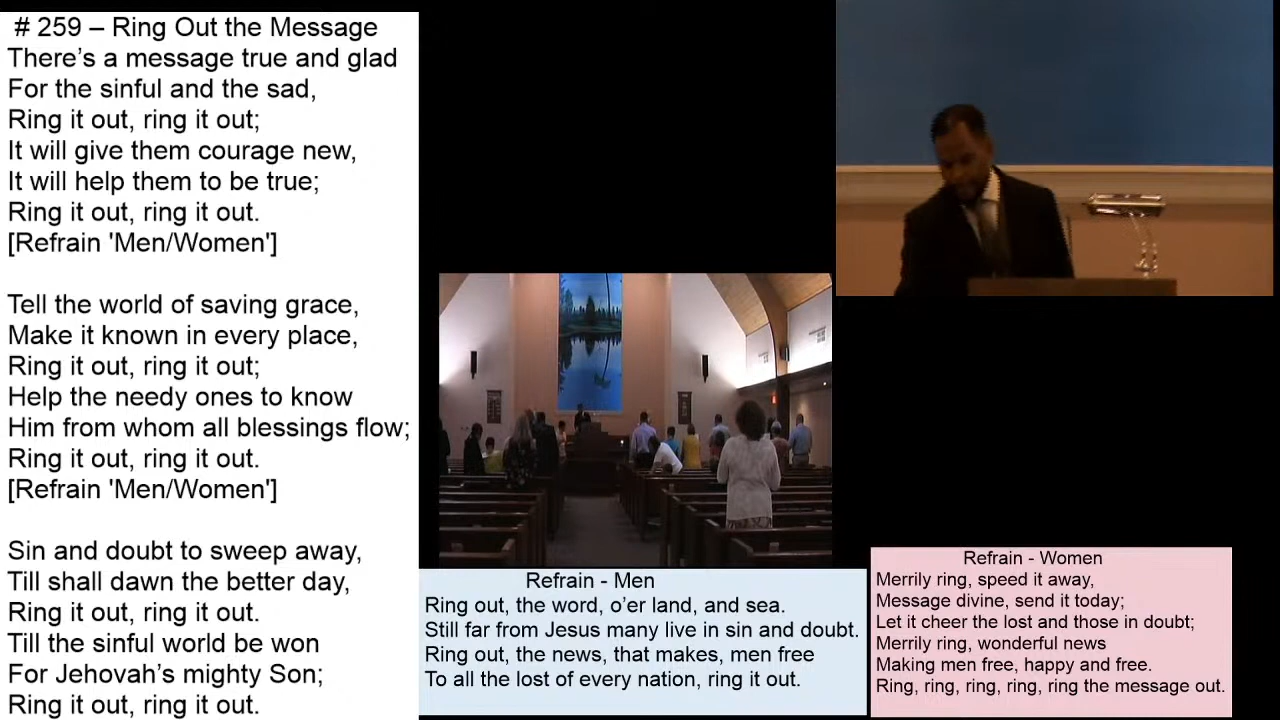 # 259 – Ring Out the Message
There's a message true and glad
For the sinful and the sad,
Ring it out, ring it out;
It will give them courage new,
It will help them to be true;
Ring it out, ring it out.
[Refrain 'Men/Women']
Tell the world of saving grace,
Make it known in every place,
Ring it out, ring it out;
Help the needy ones to know
Him from whom all blessings flow;
Ring it out, ring it out.
[Refrain 'Men/Women']
Sin and doubt to sweep away,
Till shall dawn the better day,
Ring it out, ring it out.
Till the sinful world be won
For Jehovah's mighty Son;
Ring it out, ring it out.
Refrain - Men
Ring out, the word, o'er land, and sea.
Still far from Jesus many live in sin and doubt.
Ring out, the news, that makes, men free
To all the lost of every nation, ring it out.
Refrain - Women
Merrily ring, speed it away,
Message divine, send it today;
Let it cheer the lost and those in doubt;
Merrily ring, wonderful news
Making men free, happy and free.
Ring, ring, ring, ring, ring the message out.